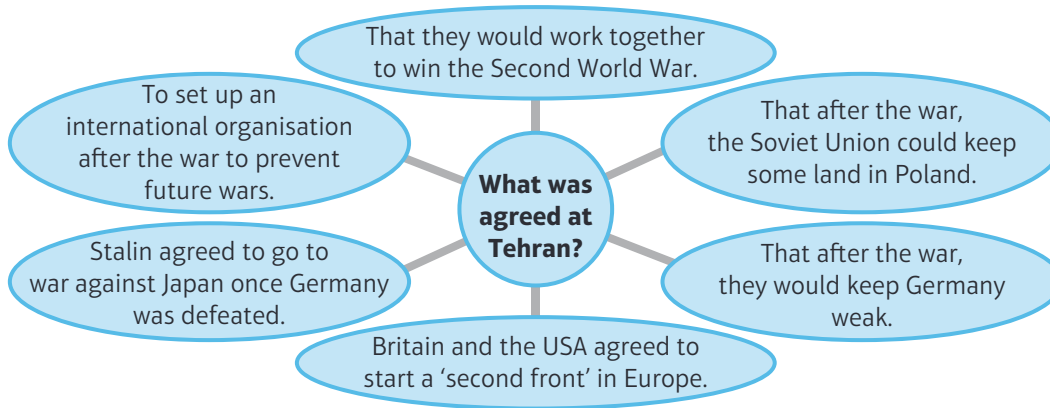 That they would work together
to win the Second World War.
To set up an
international organisation
after the war to prevent
future wars.
That after the war,
the Soviet Union could keep
some land in Poland.
What was
agreed at
Tehran?
Stalin agreed to go to
war against Japan once Germany
was defeated.
That after the war,
they would keep Germany
weak.
Britain and the USA agreed to
start a ‘second front’ in Europe.